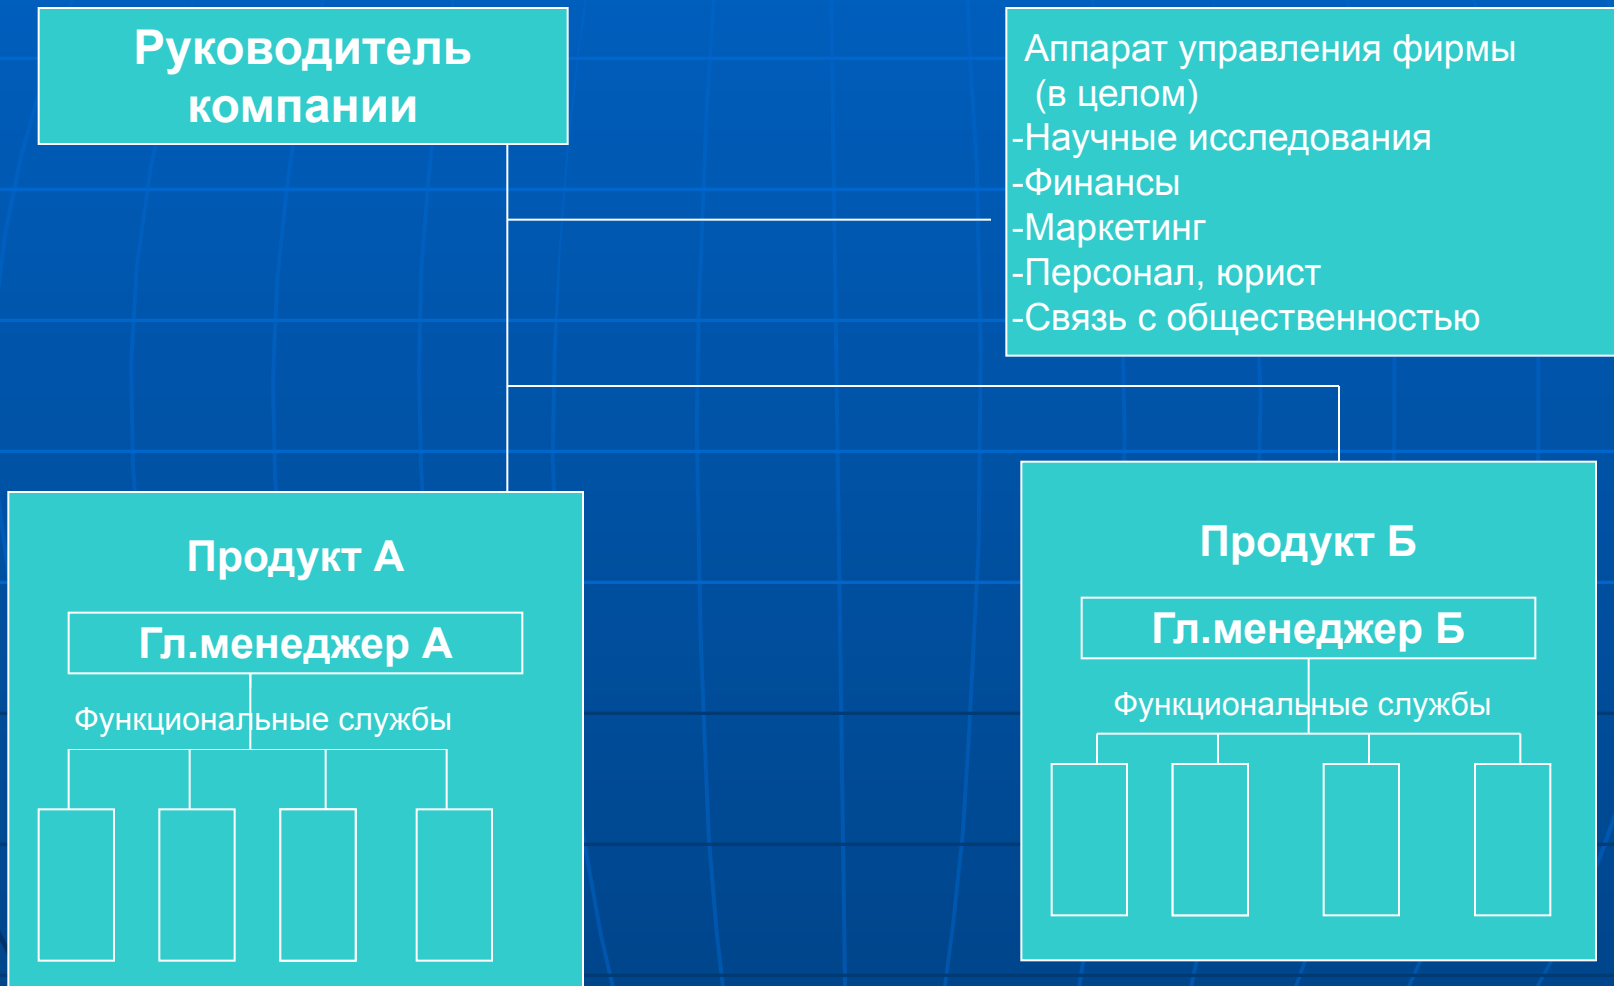 Руководитель
компании
Аппарат управления фирмы
(в целом)
-Научные исследования
-Финансы
-Маркетинг
-Персонал, юрист
-Связь с общественностью
Продукт А
Гл.менеджер А
Функциональные службы
Продукт Б
Гл.менеджер Б
Функциональные службы